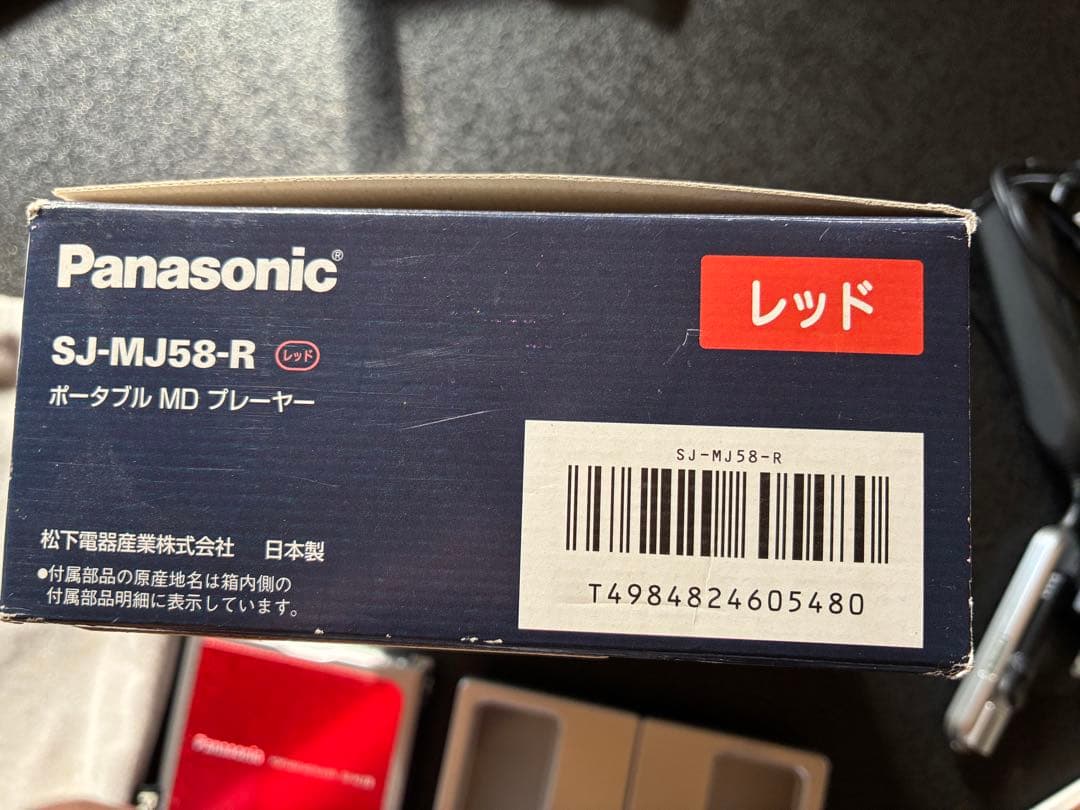 Panasonic®
レッド
SJ-MJ58-R レッド
ポータブル MD プレーヤー
SJ-MJ58-R
T4984824605480
松下電器産業株式会社 日本製
●付属部品の原産地名は箱内側の
付属部品明細に表示しています。
Panasonic